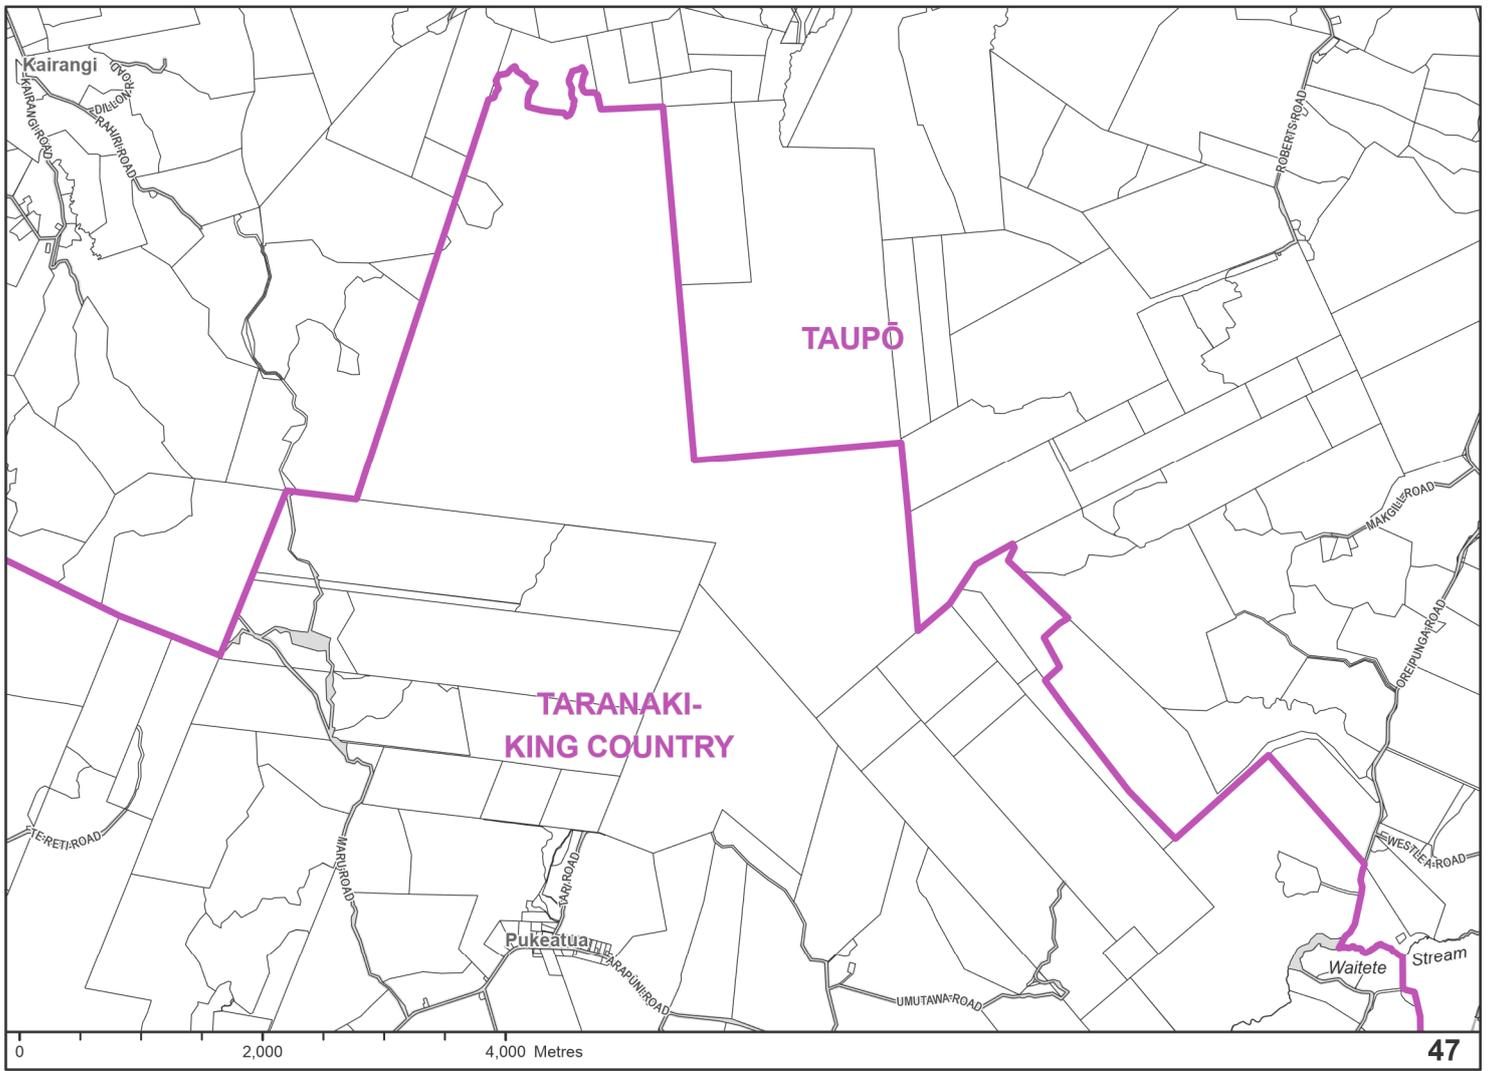 Kairangi
DILLON ROAD
KAIRANGI ROAD
RAHIRI ROAD
ROBERTS ROAD
TAUPŌ
MAKGILL ROAD
OREIPUNGA ROAD
TARANAKI-
KING COUNTRY
TE RETI ROAD
MARU ROAD
TARI ROAD
WESTLEA ROAD
Pukeatua
Waitete Stream
ARAPUNI ROAD
UMUTAWA ROAD
0 2,000 4,000 Metres
47